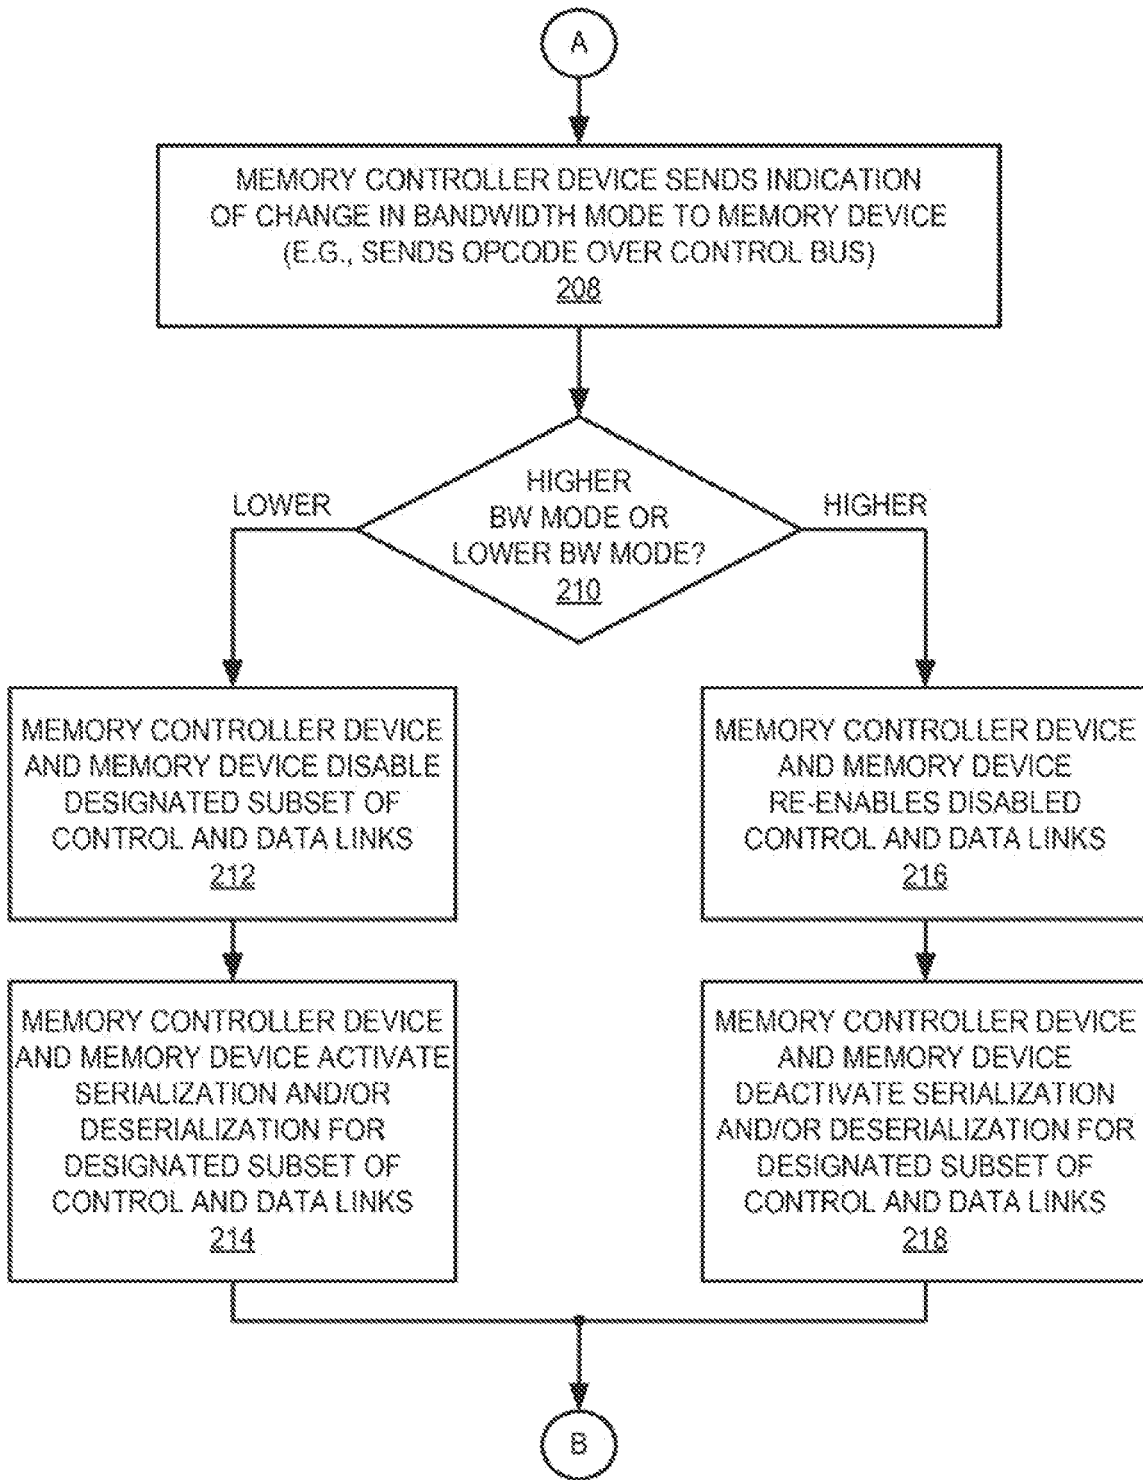 A
MEMORY CONTROLLER DEVICE SENDS INDICATION
OF CHANGE IN BANDWIDTH MODE TO MEMORY DEVICE
(E.G., SENDS OPCODE OVER CONTROL BUS)
208
HIGHER
BW MODE OR
LOWER BW MODE?
210
LOWER
HIGHER
MEMORY CONTROLLER DEVICE
AND MEMORY DEVICE DISABLE
DESIGNATED SUBSET OF
CONTROL AND DATA LINKS
212
MEMORY CONTROLLER DEVICE
AND MEMORY DEVICE
RE-ENABLES DISABLED
CONTROL AND DATA LINKS
216
MEMORY CONTROLLER DEVICE
AND MEMORY DEVICE ACTIVATE
SERIALIZATION AND/OR
DESERIALIZATION FOR
DESIGNATED SUBSET OF
CONTROL AND DATA LINKS
214
MEMORY CONTROLLER DEVICE
AND MEMORY DEVICE
DEACTIVATE SERIALIZATION
AND/OR DESERIALIZATION FOR
DESIGNATED SUBSET OF
CONTROL AND DATA LINKS
218
B